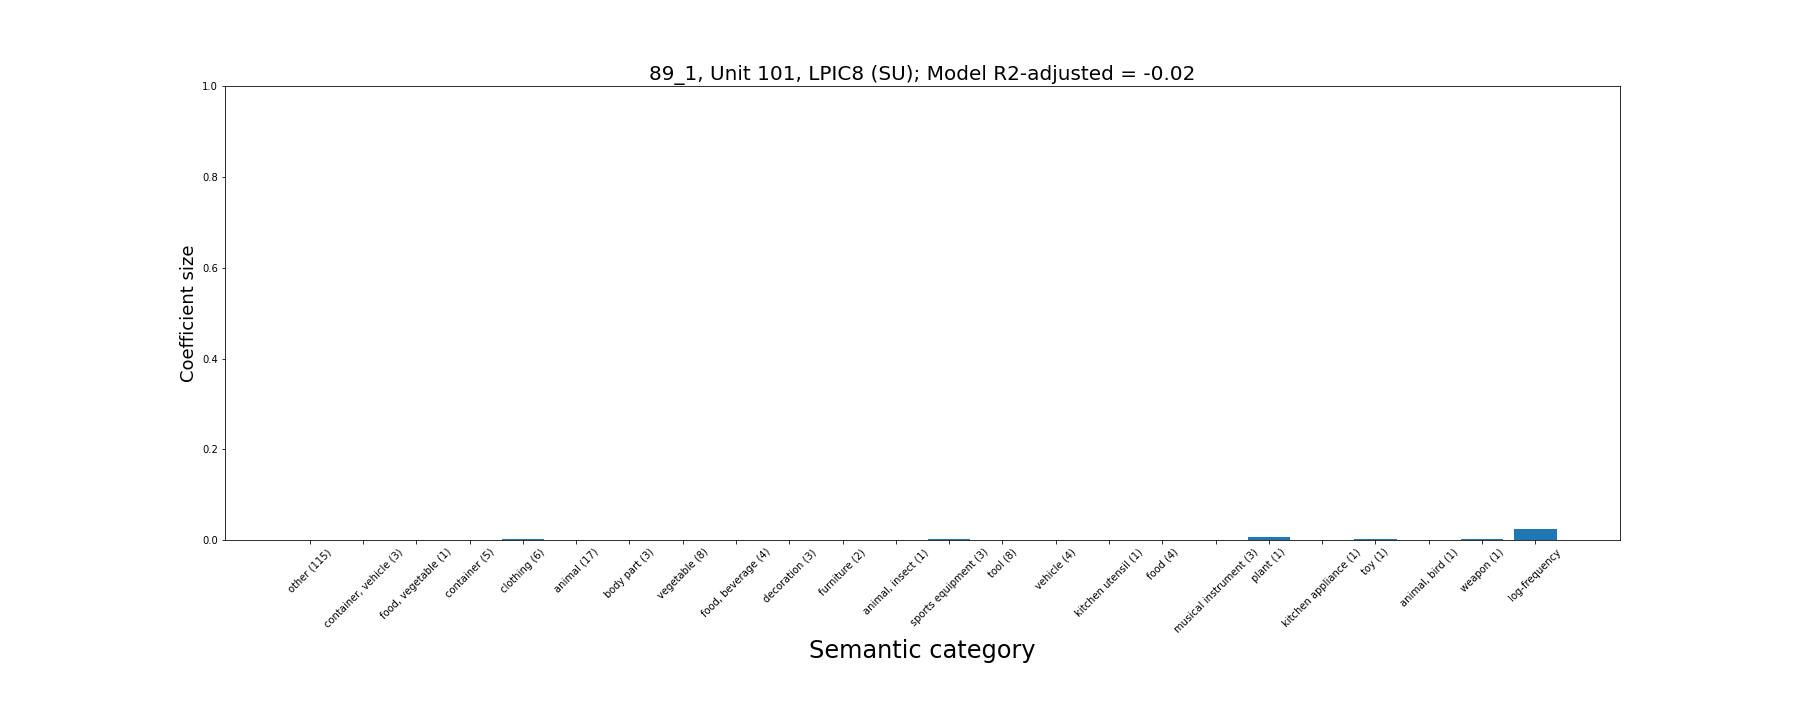 89_1, Unit 101, LPIC8 (SU); Model R2-adjusted = -0.02
1.0
0.8
0.6
0.4
0.2
0.0
Coefficient size
other (115)
container, vehicle (3)
food, vegetable (1)
container (5)
clothing (6)
animal (17)
body part (3)
vegetable (8)
food, beverage (4)
decoration (3)
furniture (2)
animal, insect (1)
sports equipment (3)
tool (8)
vehicle (4)
kitchen utensil (1)
food (4)
musical instrument (3)
plant (1)
kitchen appliance (1)
toy (1)
animal, bird (1)
weapon (1)
log-frequency
Semantic category